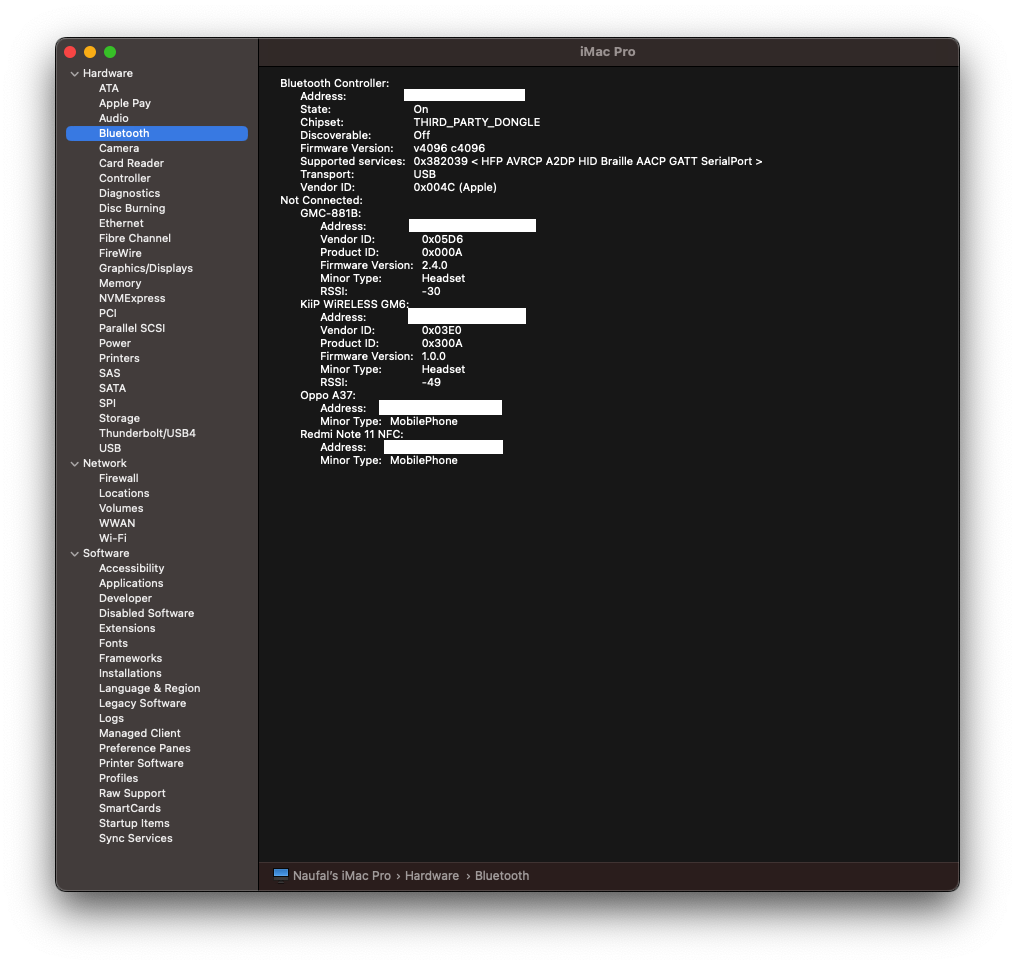 iMac Pro
Hardware
ATA
Apple Pay
Audio
Bluetooth
Camera
Card Reader
Controller
Diagnostics
Disc Burning
Ethernet
Fibre Channel
FireWire
Graphics/Displays
Memory
NVMExpress
PCI
Parallel SCSI
Power
Printers
SAS
SATA
SPI
Storage
Thunderbolt/USB4
USB
Network
Firewall
Locations
Volumes
WWAN
Wi-Fi
Software
Accessibility
Applications
Developer
Disabled Software
Extensions
Fonts
Frameworks
Installations
Language & Region
Legacy Software
Logs
Managed Client
Preference Panes
Printer Software
Profiles
Raw Support
SmartCards
Startup Items
Sync Services
Bluetooth Controller:
Address:
State: On
Chipset: THIRD_PARTY_DONGLE
Discoverable: Off
Firmware Version: v4096 c4096
Supported services: 0x382039 < HFP AVRCP A2DP HID Braille AACP GATT SerialPort >
Transport: USB
Vendor ID: 0x004C (Apple)
Not Connected:
GMC-881B:
Address:
Vendor ID: 0x05D6
Product ID: 0x000A
Firmware Version: 2.4.0
Minor Type: Headset
RSSI: -30
KiiP WiRELESS GM6:
Address:
Vendor ID: 0x03E0
Product ID: 0x300A
Firmware Version: 1.0.0
Minor Type: Headset
RSSI: -49
Oppo A37:
Address:
Minor Type: MobilePhone
Redmi Note 11 NFC:
Address:
Minor Type: MobilePhone
Naufal's iMac Pro › Hardware › Bluetooth